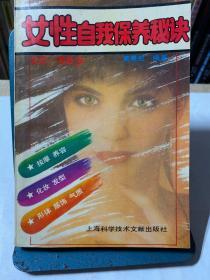 女性自我保养秘诀
★按摩 养容
★化妆 发型
★形体 服饰 气质
上海科学技术文献出版社